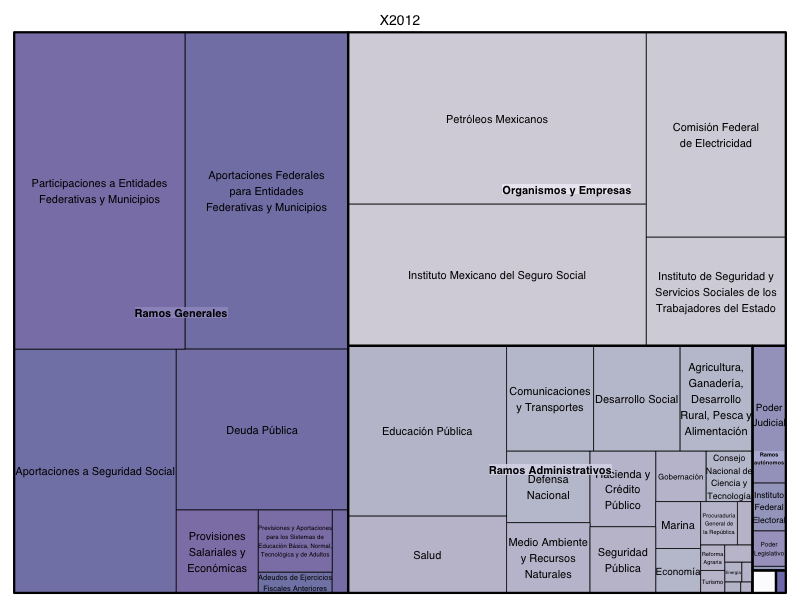 X2012
Participaciones a Entidades
Federativas y Municipios
Aportaciones Federales
para Entidades
Federativas y Municipios
Ramos Generales
Aportaciones a Seguridad Social
Deuda Pública
Provisiones
Salariales y
Económicas
Previsiones y Aportaciones
para los Sistemas de
Educación Básica, Normal,
Tecnológica y de Adultos
Adeudos de Ejercicios
Fiscales Anteriores
Petróleos Mexicanos
Comisión Federal
de Electricidad
Organismos y Empresas
Instituto Mexicano del Seguro Social
Instituto de Seguridad y
Servicios Sociales de los
Trabajadores del Estado
Educación Pública
Comunicaciones
y Transportes
Desarrollo Social
Agricultura,
Ganadería,
Desarrollo
Rural, Pesca y
Alimentación
Ramos Administrativos
Salud
Defensa
Nacional
Hacienda y
Crédito
Público
Gobernación
Consejo
Nacional de
Ciencia y
Tecnología
Medio Ambiente
y Recursos
Naturales
Seguridad
Pública
Marina
Economía
Procuraduría
General de
la República
Reforma
Agraria
Turismo
Energía
Poder
Judicial
Ramos
autónomos
Instituto
Federal
Electoral
Poder
Legislativo